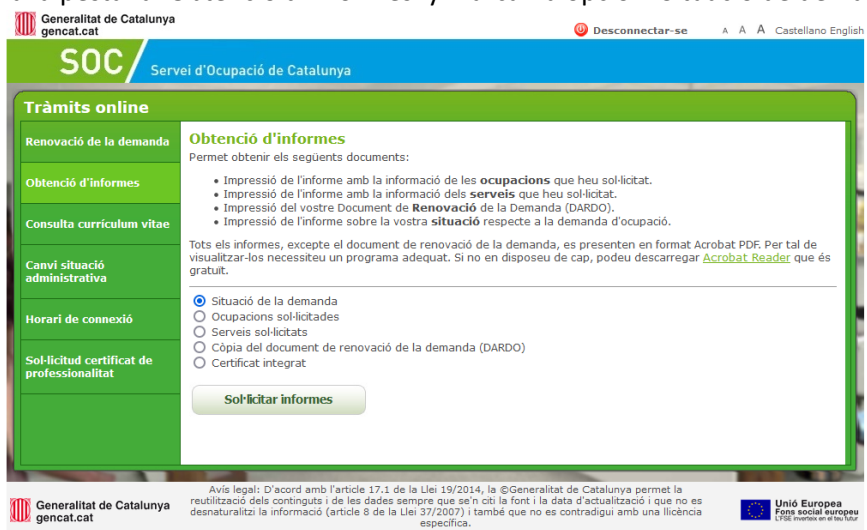 Generalitat de Catalunya
gencat.cat
Desconnectar-se
A A A Castellano English
SOC/ Servei d'Ocupació de Catalunya
Tràmits online
Renovació de la demanda
Obtenció d'informes
Consulta currículum vitae
Canvi situació
administrativa
Horari de connexió
Sol·licitud certificat de
professionalitat
Obtenció d'informes
Permet obtenir els següents documents:
• Impressió de l'informe amb la informació de les ocupacions que heu sol·licitat.
• Impressió de l'informe amb la informació dels serveis que heu sol·licitat.
• Impressió del vostre Document de Renovació de la Demanda (DARDO).
• Impressió de l'informe sobre la vostra situació respecte a la demanda d'ocupació.
Tots els informes, excepte el document de renovació de la demanda, es presenten en format Acrobat PDF. Per tal de
visualitzar-los necessiteu un programa adequat. Si no en disposeu de cap, podeu descarregar Acrobat Reader que és
gratuït.
Situació de la demanda
Ocupacions sol·licitades
Serveis sol·licitats
Còpia del document de renovació de la demanda (DARDO)
Certificat integrat
Sol·licitar informes
Generalitat de Catalunya
gencat.cat
Avís legal: D'acord amb l'article 17.1 de la Llei 19/2014, la ©Generalitat de Catalunya permet la
reutilització dels continguts i de les dades sempre que se'n citi la font i la data d'actualització i que no es
desnaturalitzi la informació (article 8 de la Llei 37/2007) i també que no es contradigui amb una llicència
específica.
Unió Europea
Fons social europeu
L'FSE inverteix en el teu futur